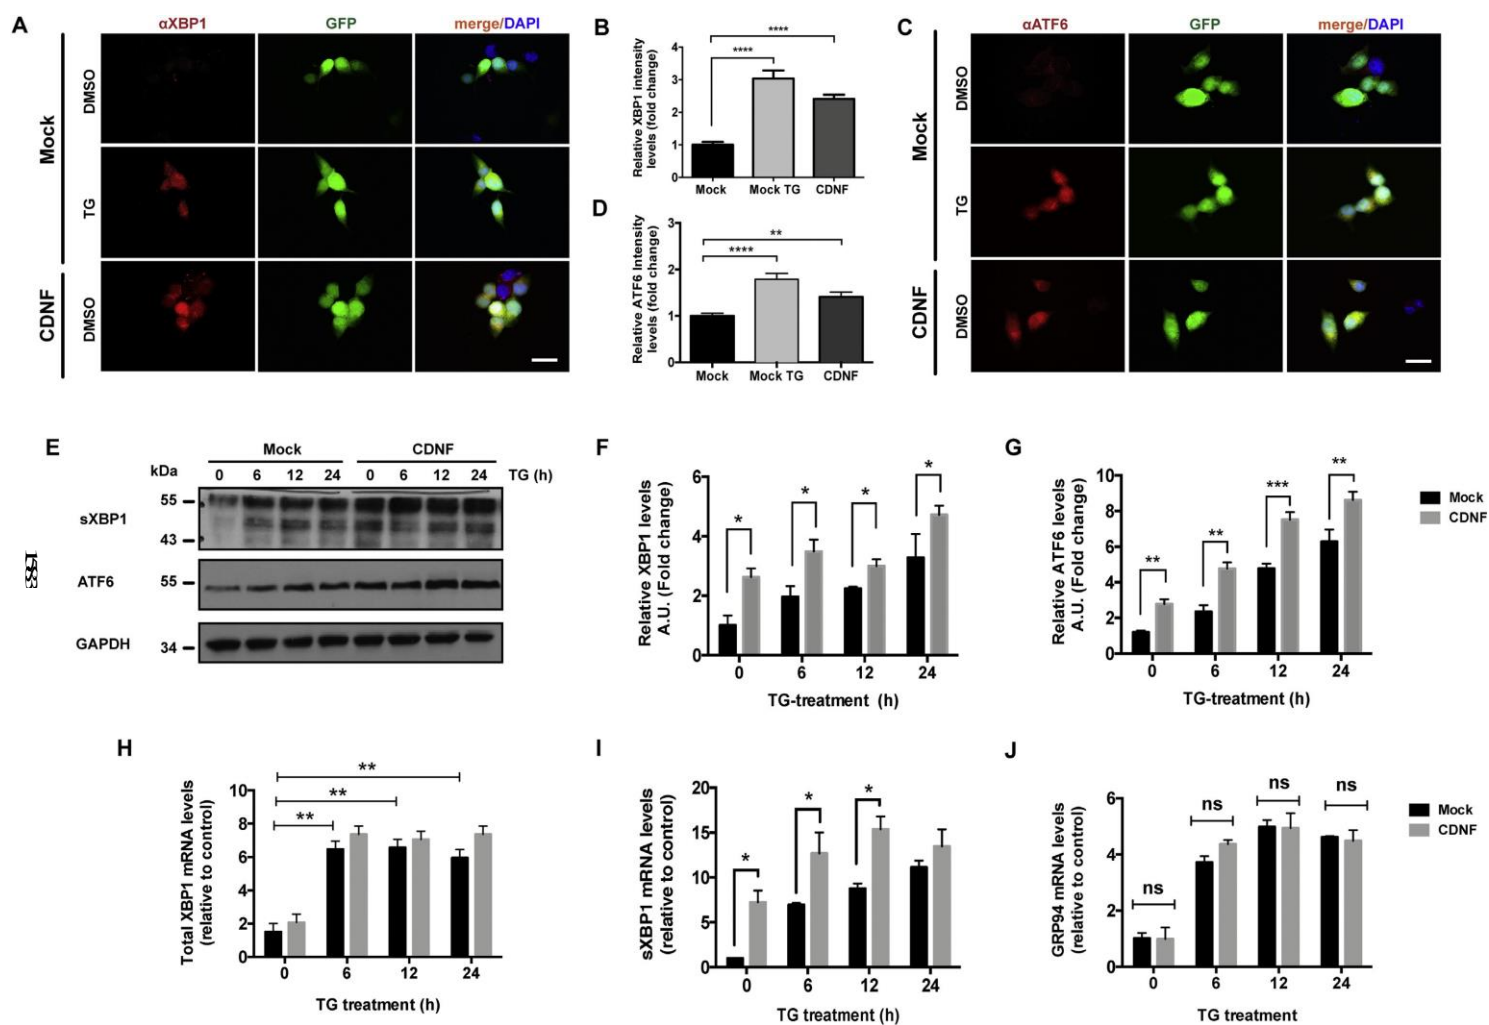 A
αXBP1 GFP merge/DAPI
Mock
DMSO
TG
CDNF
DMSO
B
Relative XBP1 intensity
levels (fold change)
5
4
3
2
1
0
****
****
Mock Mock TG CDNF
D
Relative ATF6 Intensity
levels (fold change)
3
2
1
0
**
****
Mock Mock TG CDNF
C
αATF6 GFP merge/DAPI
Mock
DMSO
TG
CDNF
DMSO
E
Mock CDNF
kDa 0 6 12 24 0 6 12 24 TG (h)
sXBP1
55
43
ATF6 55
GAPDH 34
F
Relative XBP1 levels
A.U. (Fold change)
6
4
2
0
* * * *
0 6 12 24
TG-treatment (h)
G
Relative ATF6 levels
A.U. (Fold change)
10
8
6
4
2
0
** ** *** **
0 6 12 24
TG-treatment (h)
Mock
CDNF
H
Total XBP1 mRNA levels
(relative to control)
10
8
6
4
2
0
**
**
**
0 6 12 24
TG treatment (h)
I
sXBP1 mRNA levels
(relative to control)
20
15
10
5
0
* * *
0 6 12 24
TG treatment (h)
J
GRP94 mRNA levels
(relative to control)
6
4
2
0
ns ns ns ns
0 6 12 24
TG treatment
Mock
CDNF